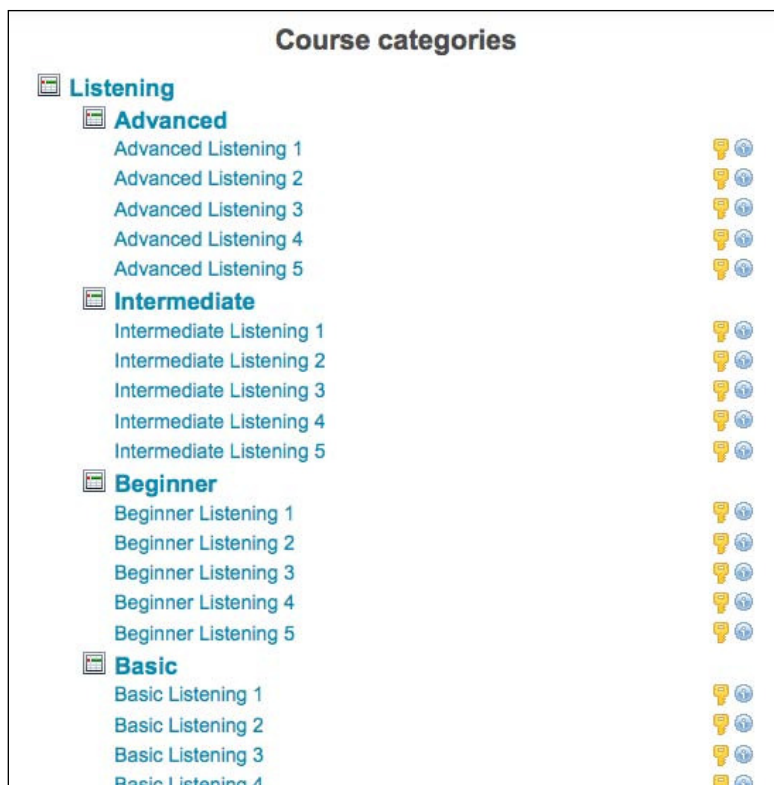 Course categories
Listening
Advanced
Advanced Listening 1
Advanced Listening 2
Advanced Listening 3
Advanced Listening 4
Advanced Listening 5
Intermediate
Intermediate Listening 1
Intermediate Listening 2
Intermediate Listening 3
Intermediate Listening 4
Intermediate Listening 5
Beginner
Beginner Listening 1
Beginner Listening 2
Beginner Listening 3
Beginner Listening 4
Beginner Listening 5
Basic
Basic Listening 1
Basic Listening 2
Basic Listening 3
Basic Listening 4